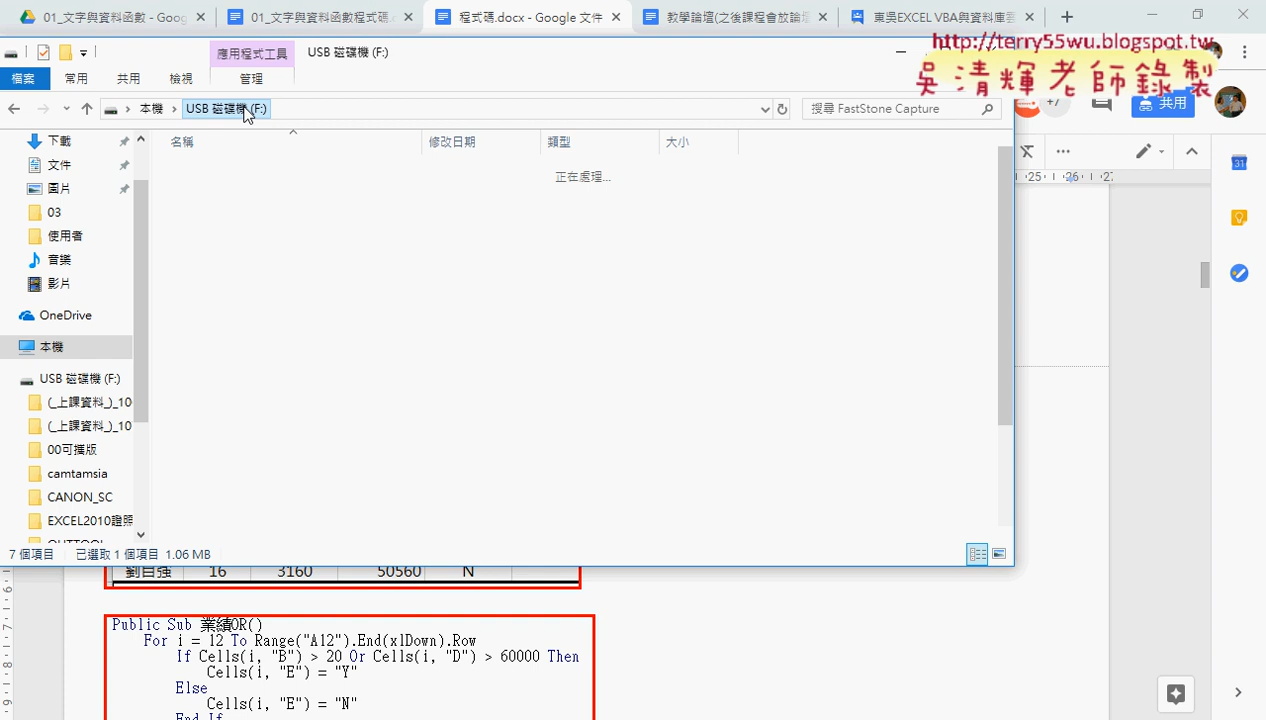 01_文字與資料函數 - Goog
01_文字與資料函數程式碼.
程式碼.docx - Google 文件
教學論壇(之後課程會放論壇
東吳EXCEL VBA與資料庫雲
http://terry55wu.blogspot.tw
吳清輝老師錄製
應用程式工具
USB 磁碟機 (F:)
檔案
常用
共用
檢視
管理
本機
USB 磁碟機 (F:)
搜尋 FastStone Capture
+7
共用
名稱
修改日期
類型
大小
正在處理...
下載
文件
圖片
03
使用者
音樂
影片
OneDrive
本機
USB 磁碟機 (F:)
(_上課資料_)_10
(_上課資料_)_10
00可攜版
camtamsia
CANON_SC
EXCEL2010證照
7 個項目
已選取 1 個項目 1.06 MB
25
26
27
31
劉自強 16 3160 50560 N
Public Sub 業績OR()
For i = 12 To Range("A12").End(xlDown).Row
If Cells(i, "B") > 20 Or Cells(i, "D") > 60000 Then
Cells(i, "E") = "Y"
Else
Cells(i, "E") = "N"
End If